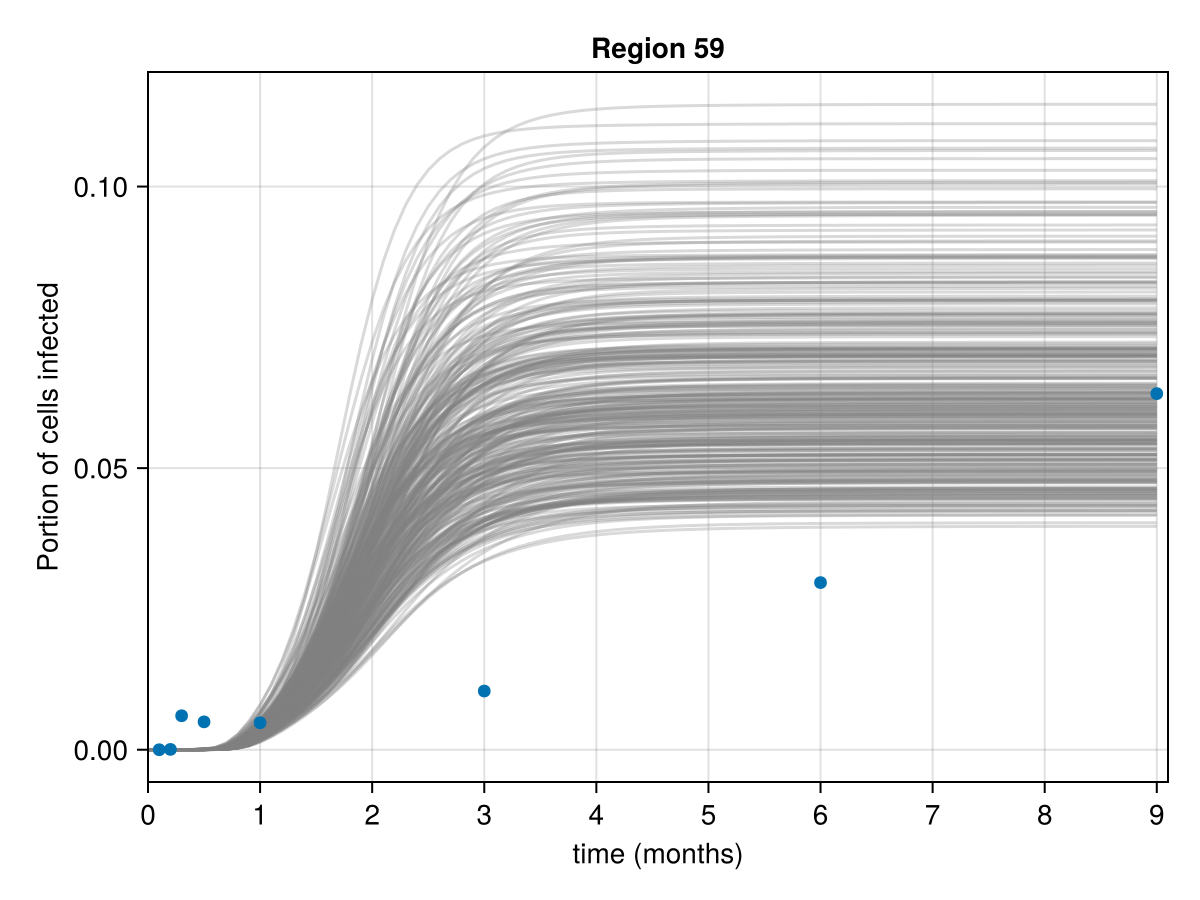 Region 59
Portion of cells infected
0.10
0.05
0.00
0 1 2 3 4 5 6 7 8 9
time (months)